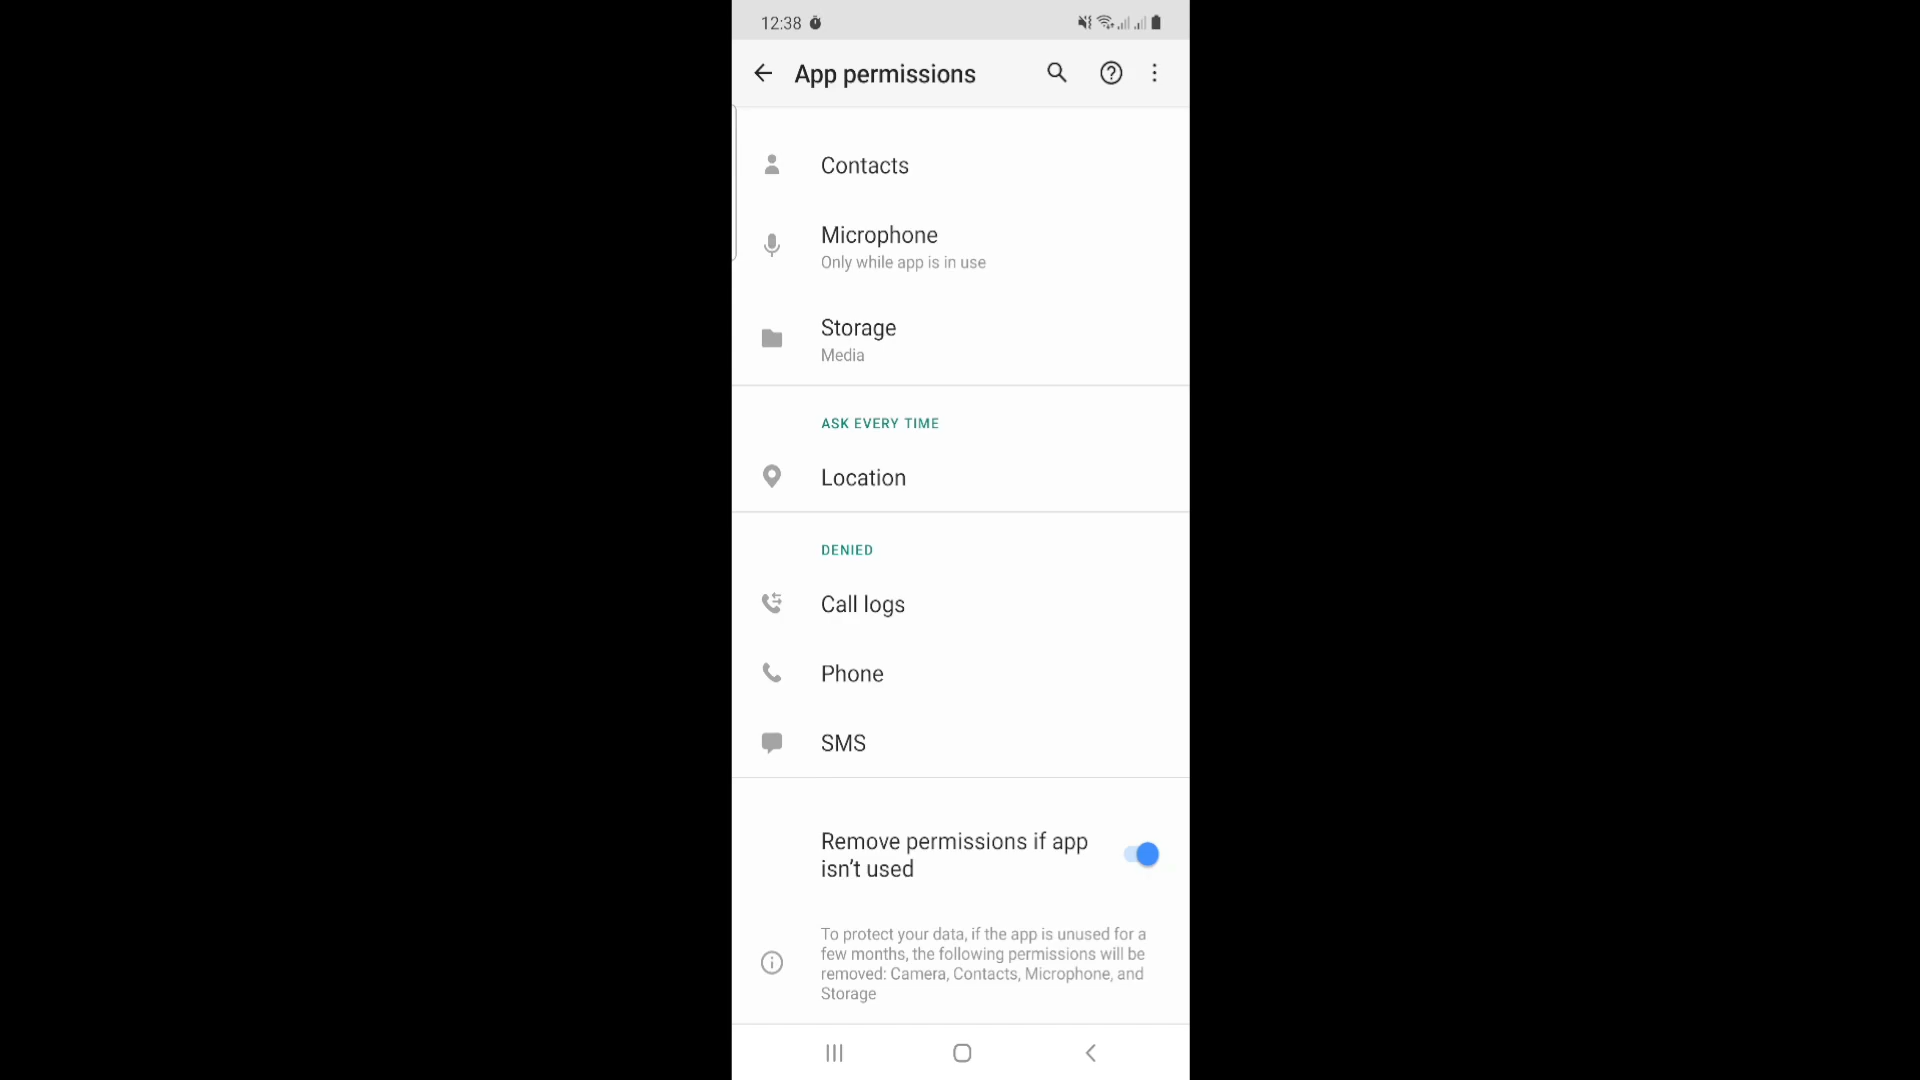 12:38
App permissions
Contacts
Microphone
Only while app is in use
Storage
Media
ASK EVERY TIME
Location
DENIED
Call logs
Phone
SMS
Remove permissions if app
isn’t used
To protect your data, if the app is unused for a
few months, the following permissions will be
removed: Camera, Contacts, Microphone, and
Storage